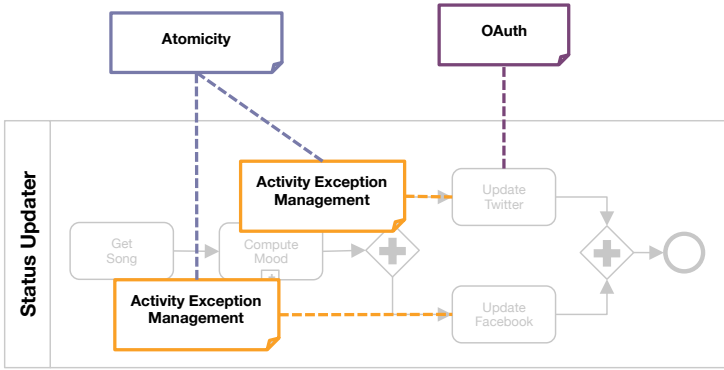 Atomicity
OAuth
Status Updater
Activity Exception
Management
Update
Twitter
Get
Song
Compute
Mood
Activity Exception
Management
Update
Facebook